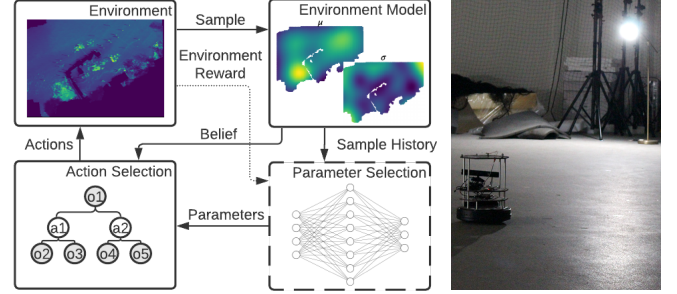 Environment
Sample
Environment Model
μ
σ
Environment
Reward
Belief
Actions
Sample History
Action Selection
Parameter Selection
o1
a1
a2
o2
o3
o4
o5
Parameters